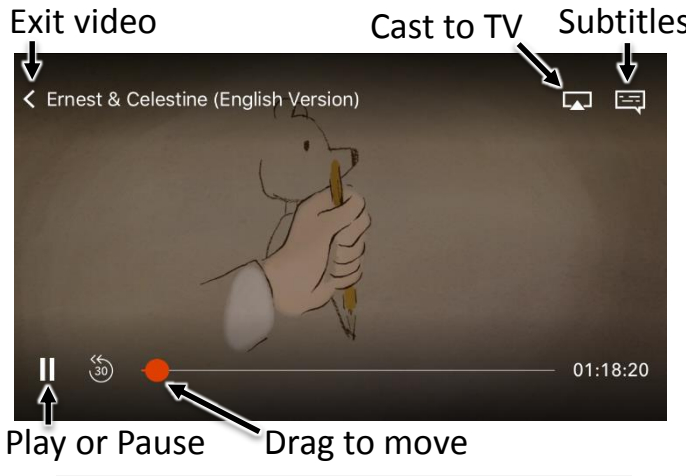 Exit video
Cast to TV
Subtitles
Ernest & Celestine (English Version)
30
01:18:20
Play or Pause
Drag to move